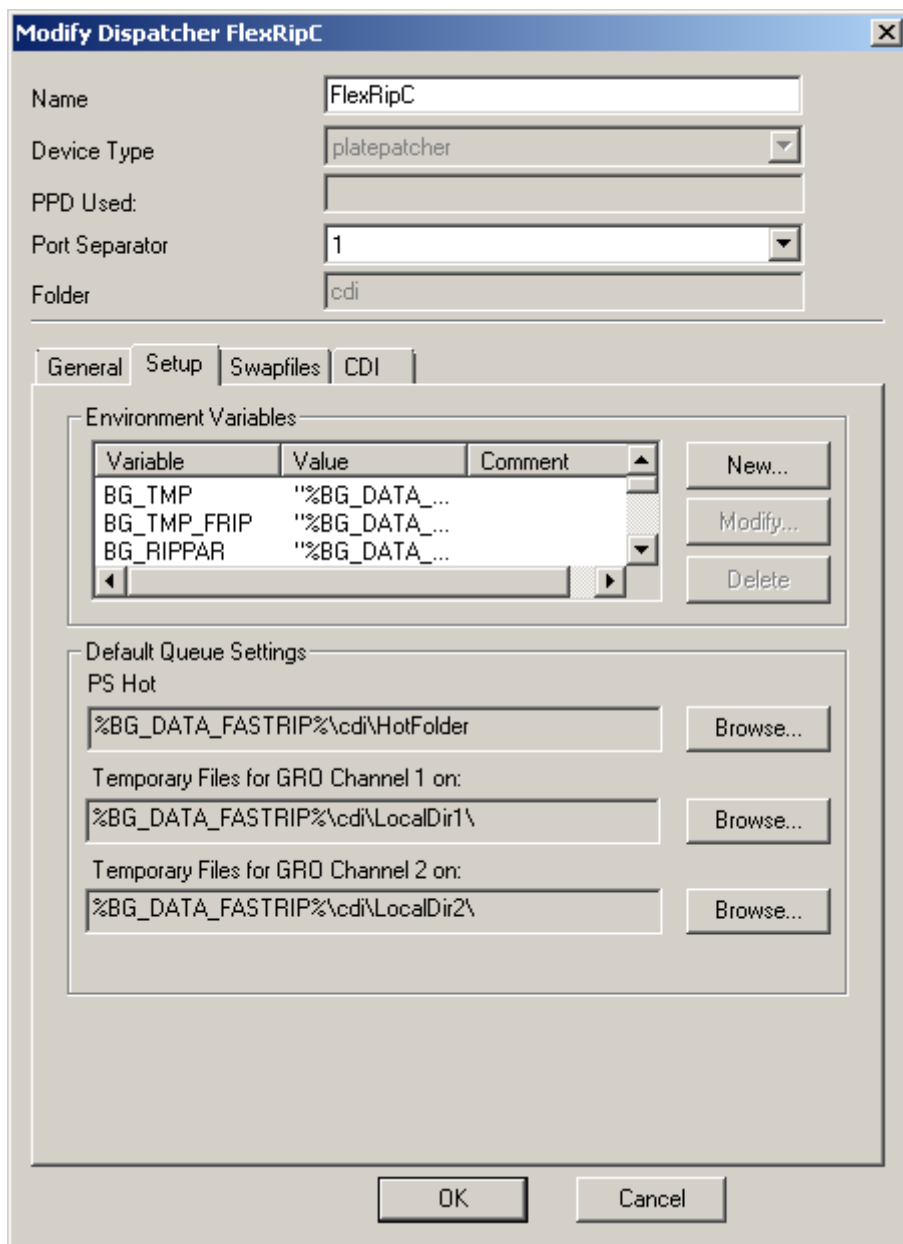 Modify Dispatcher FlexRipC
Name FlexRipC
Device Type platepatcher
PPD Used:
Port Separator 1
Folder cdi
General Setup Swapfiles CDI
Environment Variables
Variable Value Comment
BG_TMP "%BG_DATA_...
BG_TMP_FRIP "%BG_DATA_...
BG_RIPPAR "%BG_DATA_...
New...
Modify...
Delete
Default Queue Settings
PS Hot
%BG_DATA_FASTRIP%\cdi\HotFolder Browse...
Temporary Files for GRO Channel 1 on:
%BG_DATA_FASTRIP%\cdi\LocalDir1\ Browse...
Temporary Files for GRO Channel 2 on:
%BG_DATA_FASTRIP%\cdi\LocalDir2\ Browse...
OK Cancel